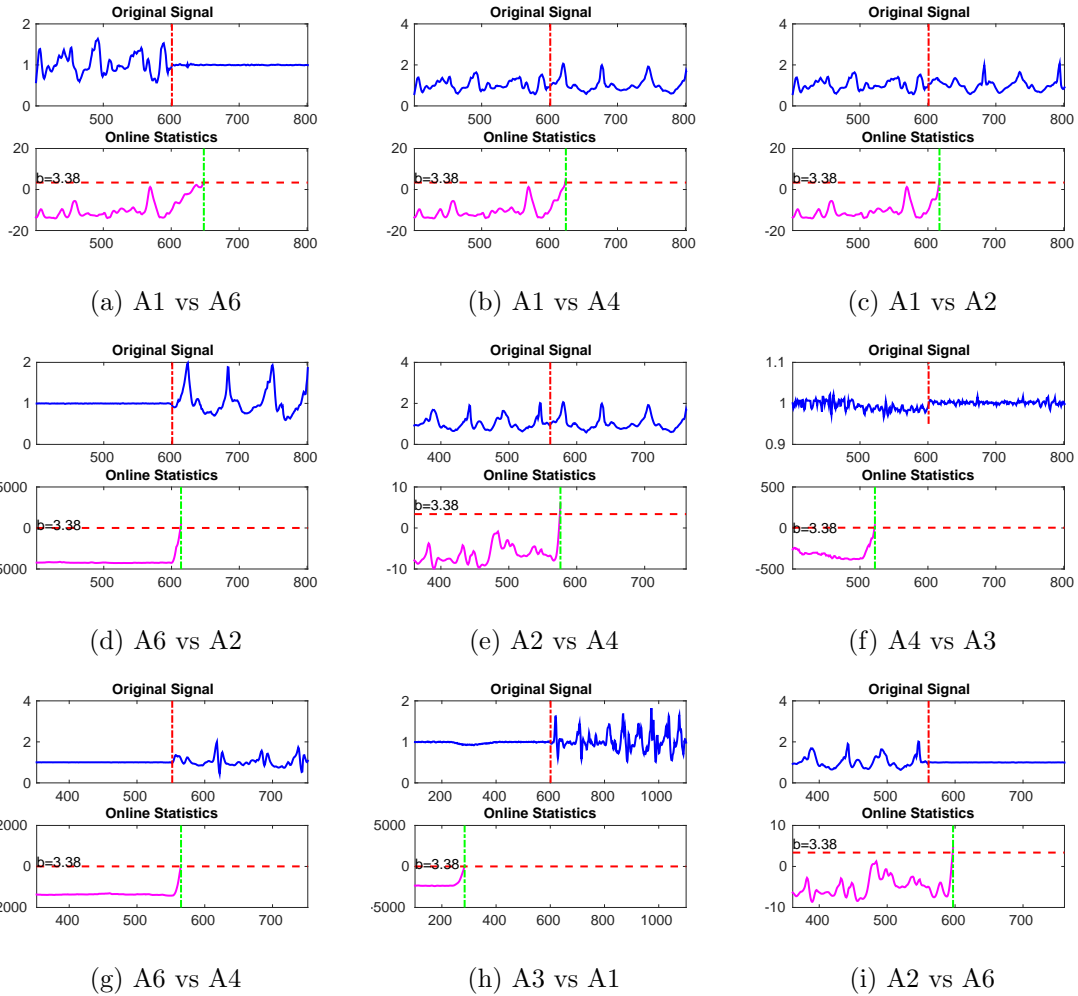 Original Signal Original Signal Original Signal
2 4 4
1 2 2
0 0 0
500 600 700 800 500 600 700 800 500 600 700 800
Online Statistics Online Statistics Online Statistics
20 20 20
b=3.38 b=3.38 b=3.38
0 0 0
-20 -20 -20
500 600 700 800 500 600 700 800 500 600 700 800
(a) A1 vs A6 (b) A1 vs A4 (c) A1 vs A2
Original Signal Original Signal Original Signal
2 4 1.1
1 2 1
0 0 0.9
500 600 700 800 400 500 600 700 500 600 700 800
Online Statistics Online Statistics Online Statistics
5000 10 500
b=3.38 b=3.38 b=3.38
0 0 0
5000 -10 -500
500 600 700 800 400 500 600 700 500 600 700 800
(d) A6 vs A2 (e) A2 vs A4 (f) A4 vs A3
Original Signal Original Signal Original Signal
4 2 4
2 1 2
0 0 0
400 500 600 700 200 400 600 800 1000 400 500 600 700
Online Statistics Online Statistics Online Statistics
2000 5000 10
b=3.38 b=3.38 b=3.38
0 0 0
2000 -5000 -10
400 500 600 700 200 400 600 800 1000 400 500 600 700
(g) A6 vs A4 (h) A3 vs A1 (i) A2 vs A6